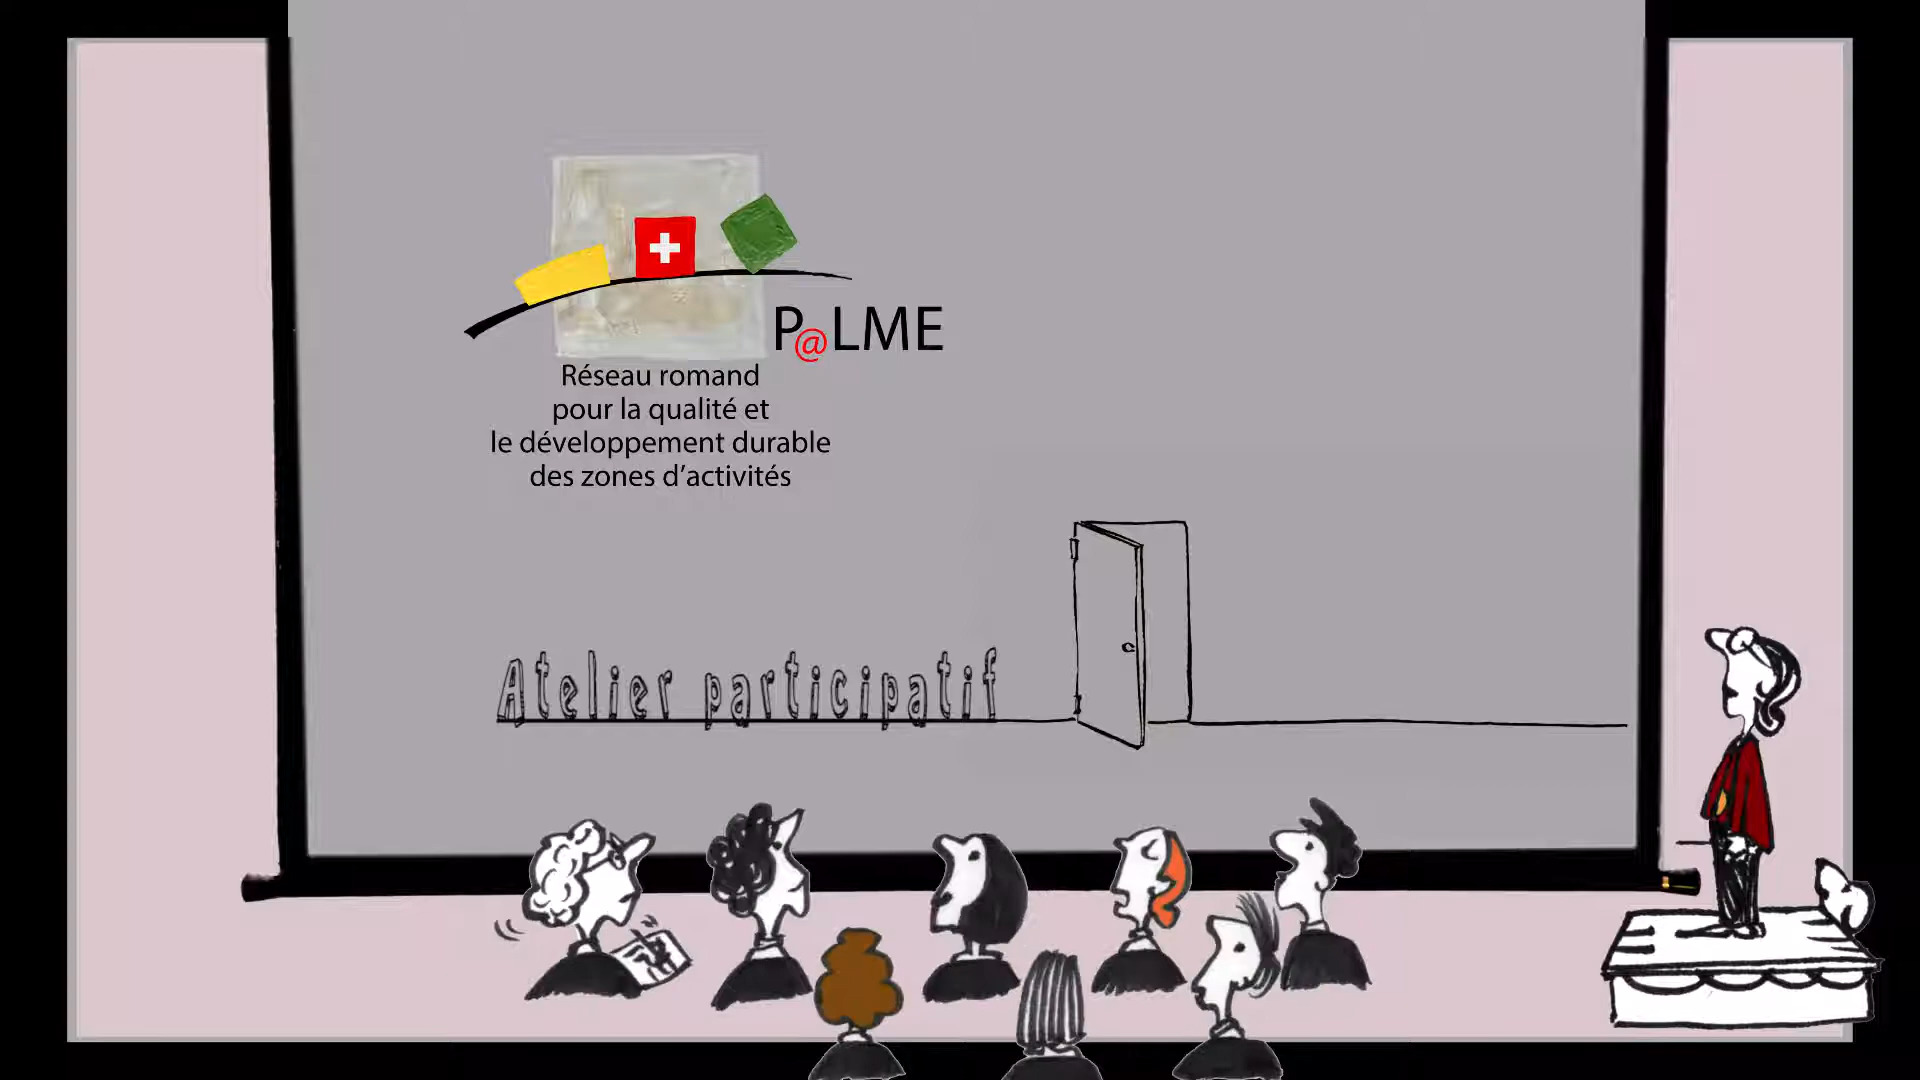 P@LME
Réseau romand
pour la qualité et
le développement durable
des zones d’activités
Atelier participatif